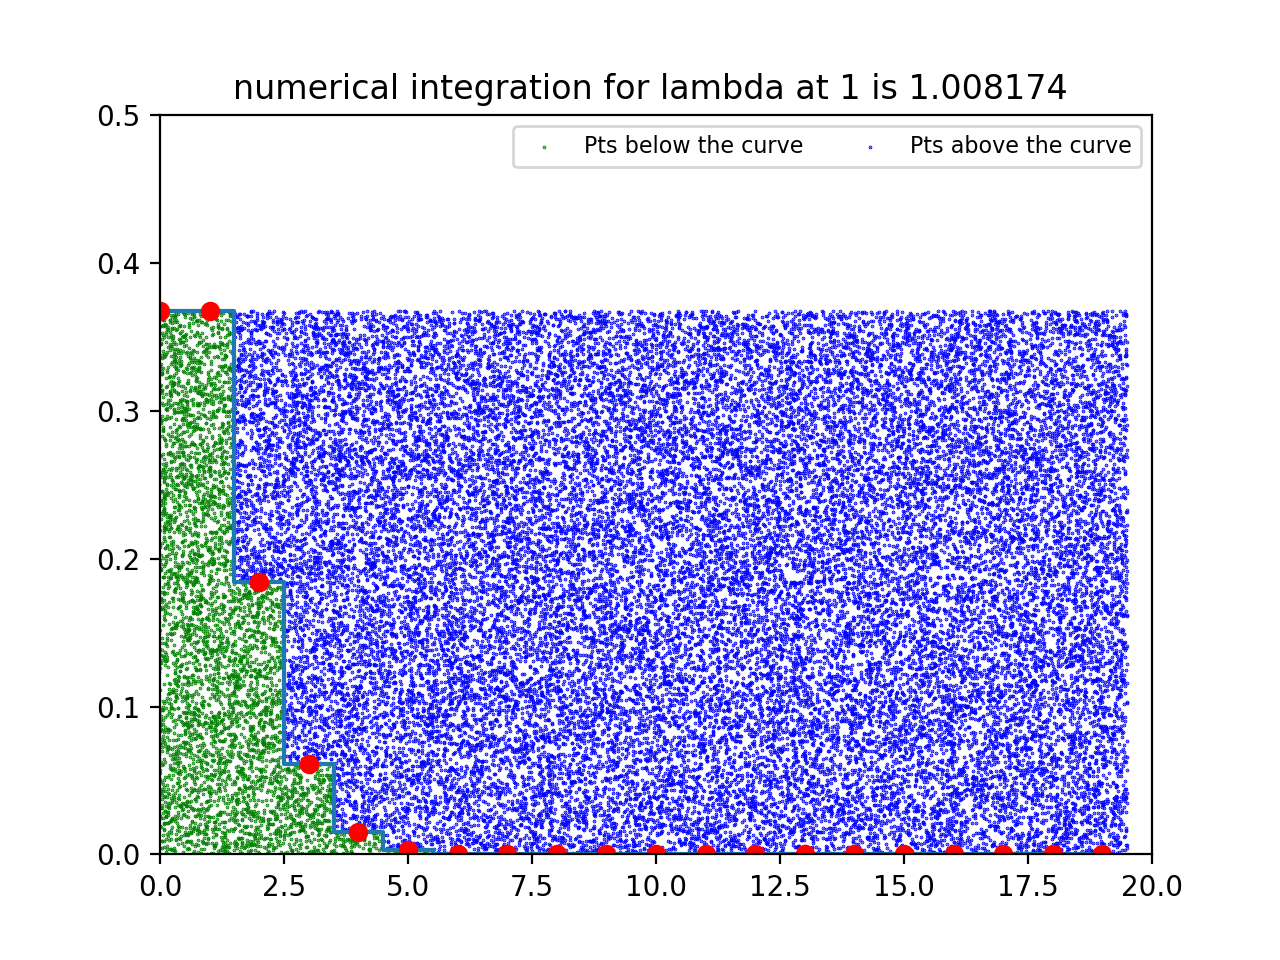 numerical integration for lambda at 1 is 1.008174
Pts below the curve Pts above the curve
0.5
0.4
0.3
0.2
0.1
0.0
0.0 2.5 5.0 7.5 10.0 12.5 15.0 17.5 20.0